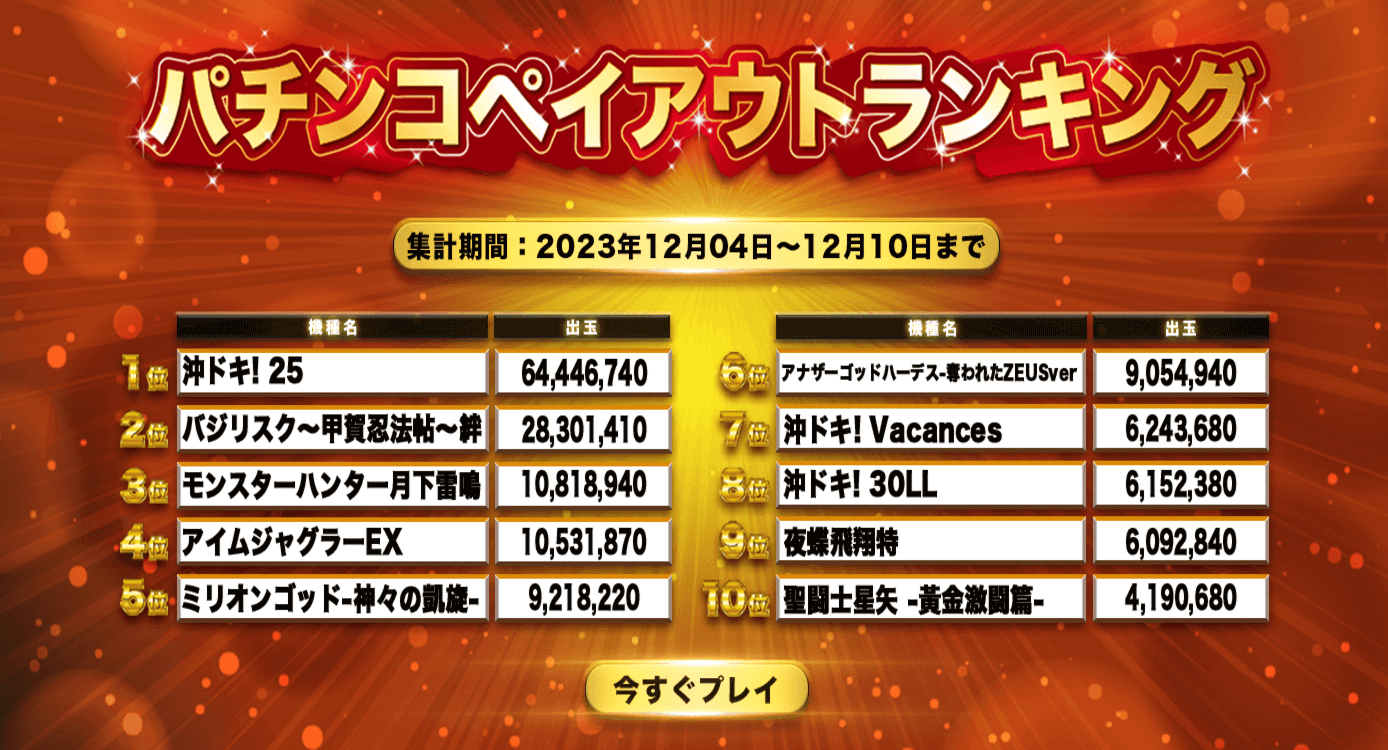 パチンコペイアウトランキング
集計期間：2023年12月04日〜12月10日まで
機種名 出玉
1位 沖ドキ! 25 64,446,740
2位 バジリスク〜甲賀忍法帖〜絆 28,301,410
3位 モンスターハンター月下雷鳴 10,818,940
4位 アイムジャグラーEX 10,531,870
5位 ミリオンゴッド-神々の凱旋- 9,218,220
機種名 出玉
6位 アナザーゴッドハーデス-奪われたZEUSver 9,054,940
7位 沖ドキ! Vacances 6,243,680
8位 沖ドキ! 30LL 6,152,380
9位 夜蝶飛翔特 6,092,840
10位 聖闘士星矢 -黃金激闘篇- 4,190,680
今すぐプレイ